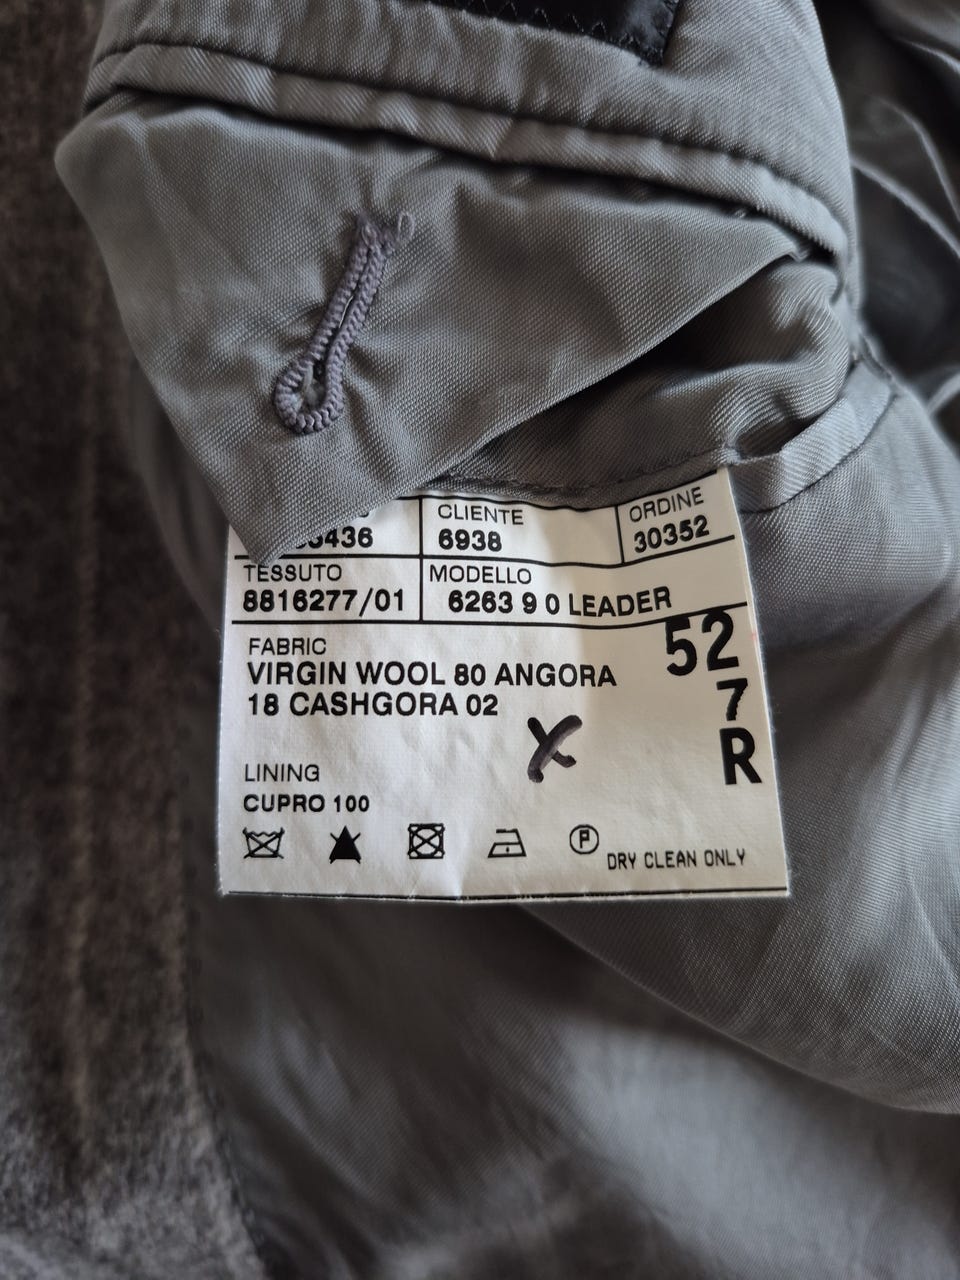 CLIENTE
ORDINE
6938
30352
TESSUTO
MODELLO
8816277/01
6263 9 0 LEADER
52
7
R
FABRIC
VIRGIN WOOL 80 ANGORA
18 CASHGORA 02
X
LINING
CUPRO 100
P
DRY CLEAN ONLY